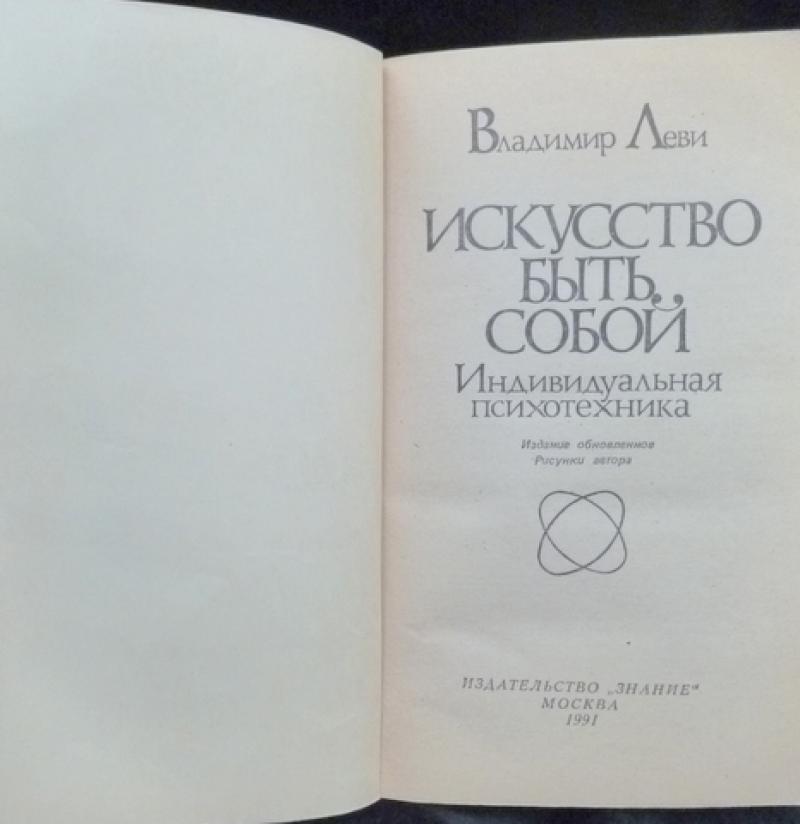 Владимир Леви
ИСКУССТВО
БЫТЬ
СОБОЙ
Индивидуальная
психотехника
Издание обновленное
Рисунки автора
ИЗДАТЕЛЬСТВО „ЗНАНИЕ“
МОСКВА
1991